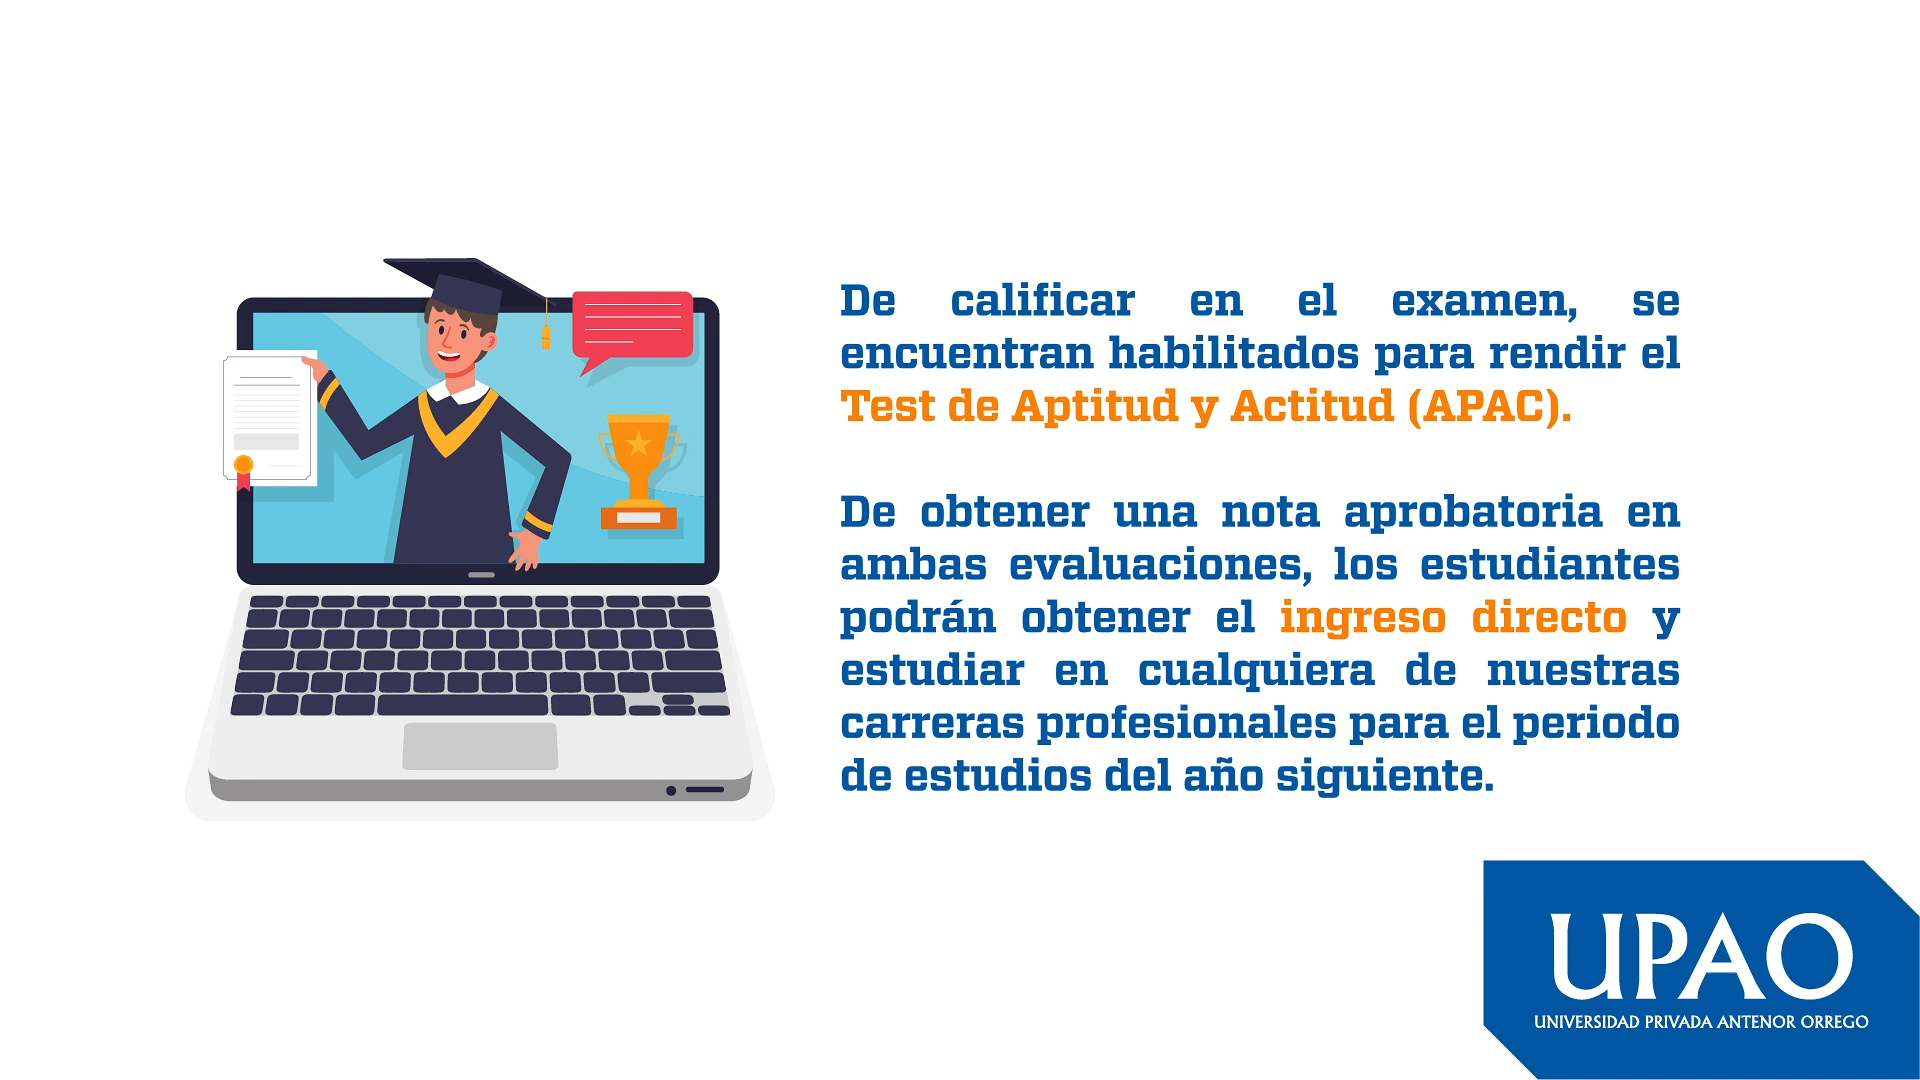 De calificar en el examen, se
encuentran habilitados para rendir el
Test de Aptitud y Actitud (APAC).
De obtener una nota aprobatoria en
ambas evaluaciones, los estudiantes
podrán obtener el ingreso directo y
estudiar en cualquiera de nuestras
carreras profesionales para el periodo
de estudios del año siguiente.
UPAO
UNIVERSIDAD PRIVADA ANTENOR ORREGO